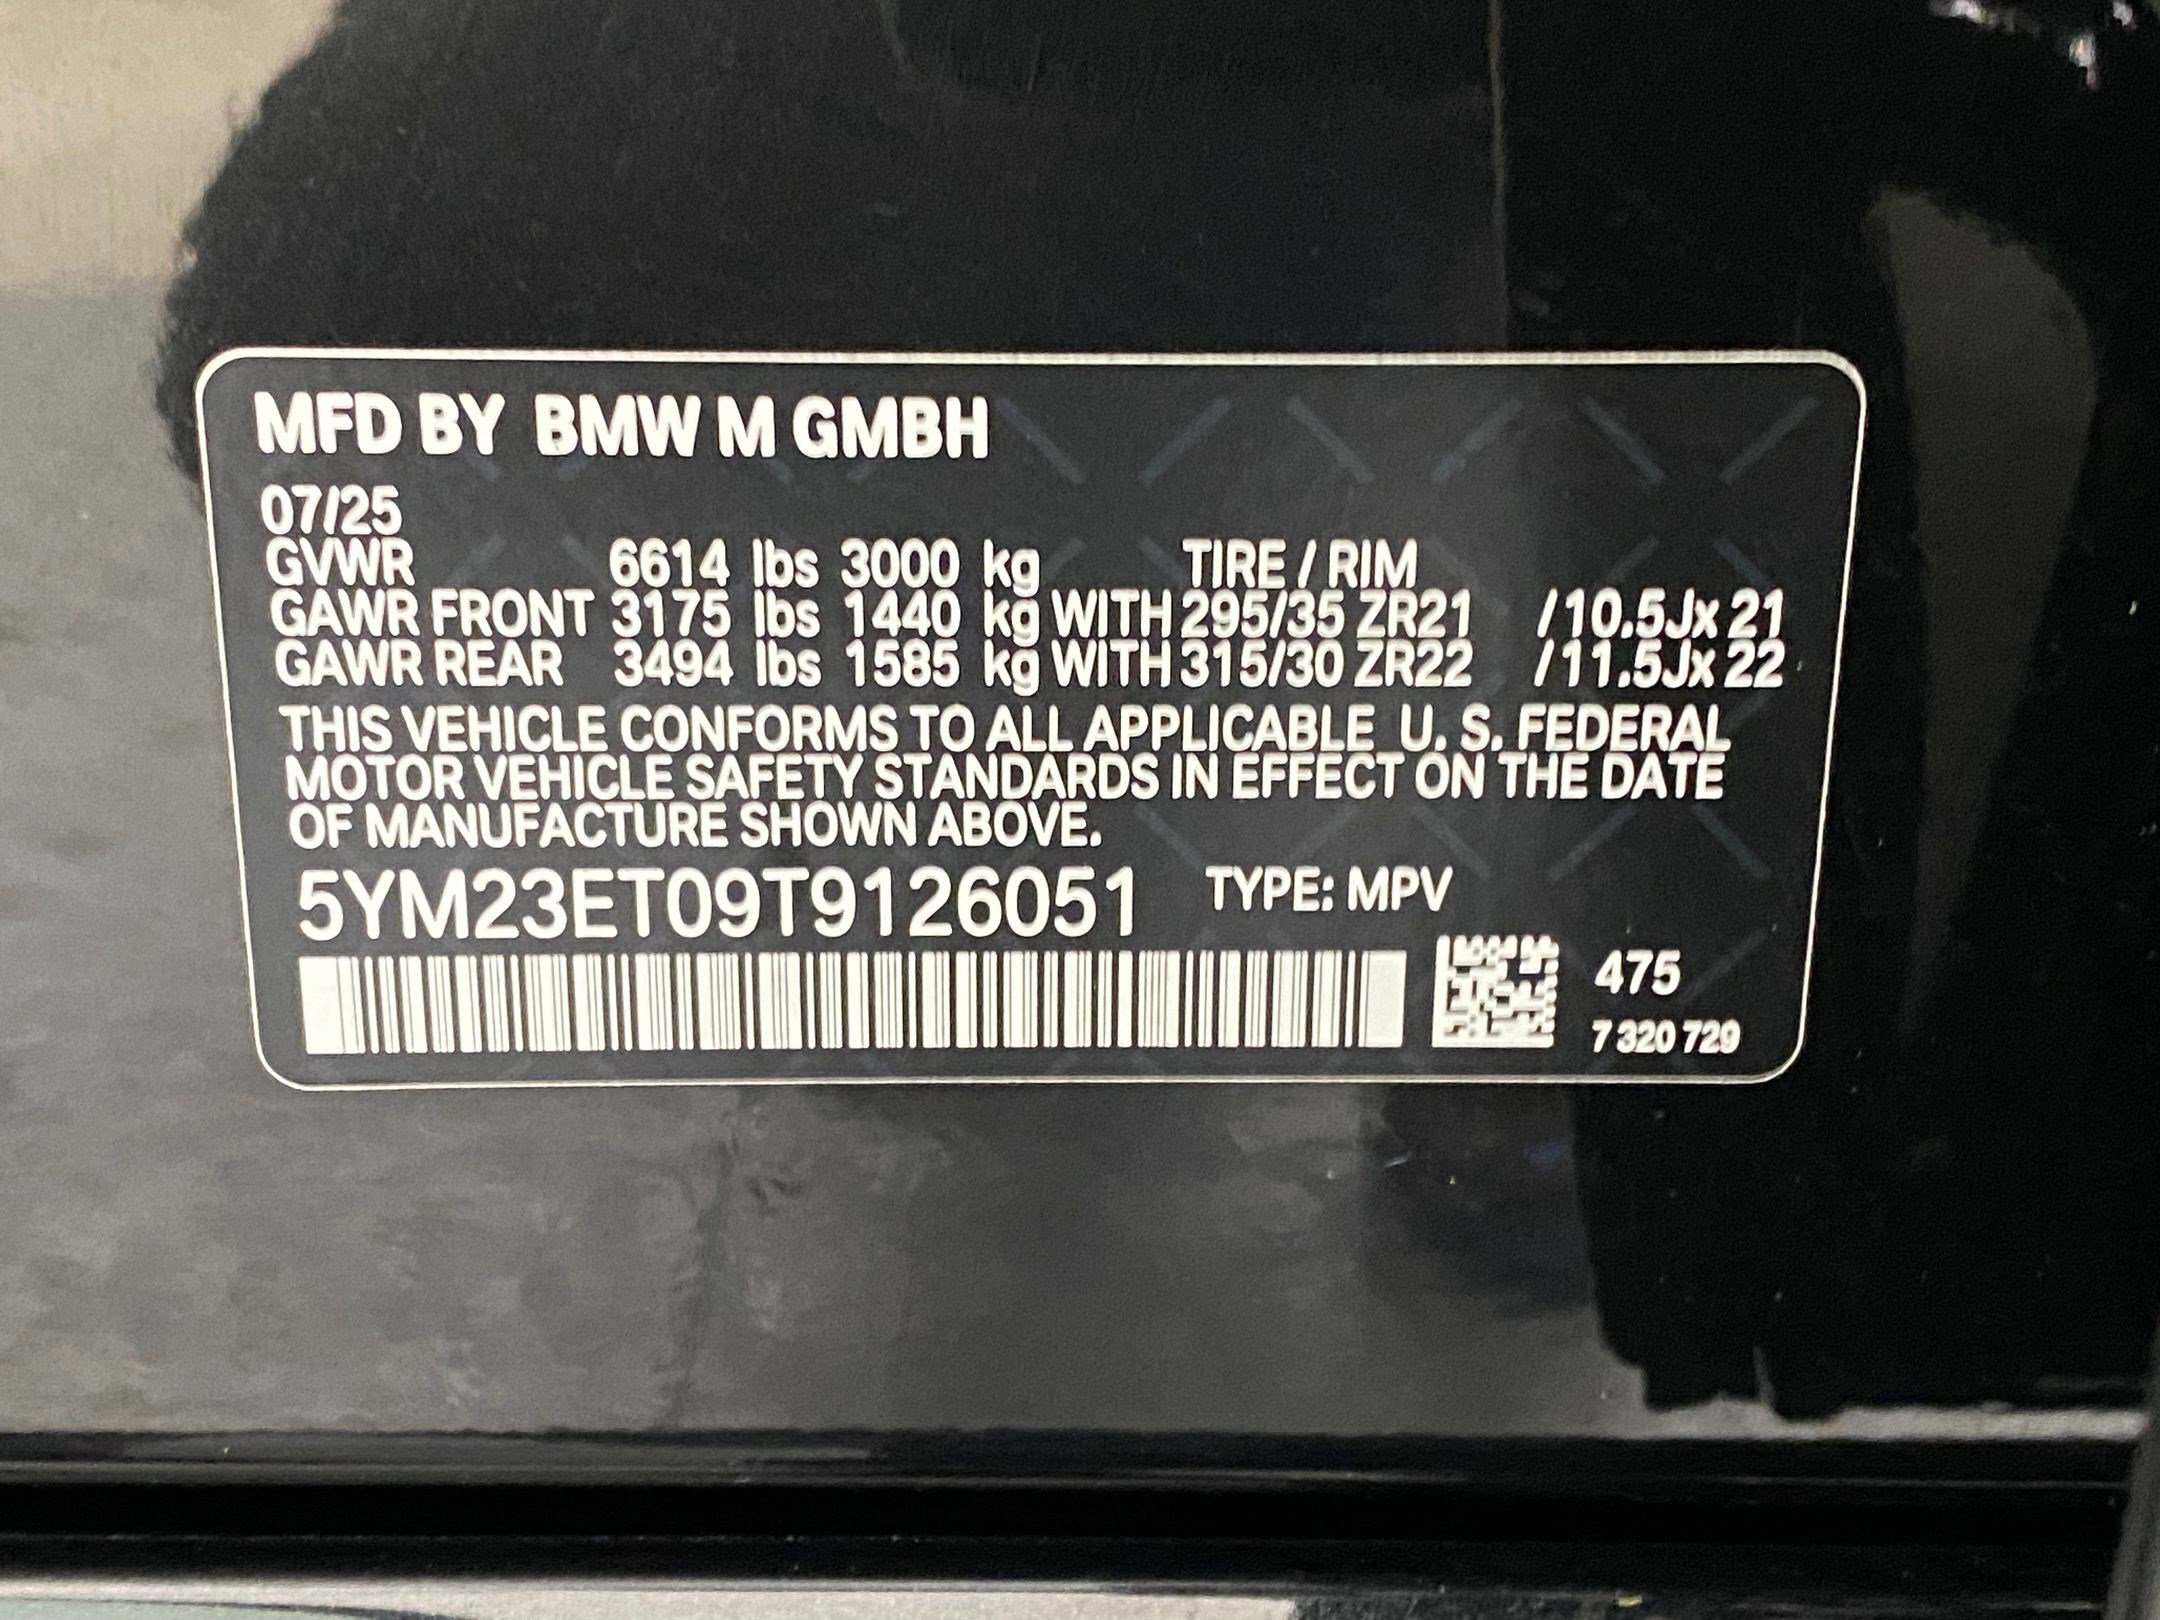 MFD BY BMW M GMBH
07/25
GVWR 6614 lbs 3000 kg TIRE / RIM
GAWR FRONT 3175 lbs 1440 kg WITH 295/35 ZR21 / 10.5Jx 21
GAWR REAR 3494 lbs 1585 kg WITH 315/30 ZR22 / 11.5Jx 22
THIS VEHICLE CONFORMS TO ALL APPLICABLE U. S. FEDERAL
MOTOR VEHICLE SAFETY STANDARDS IN EFFECT ON THE DATE
OF MANUFACTURE SHOWN ABOVE.
5YM23ET09T9126051 TYPE: MPV
475
7 320 729